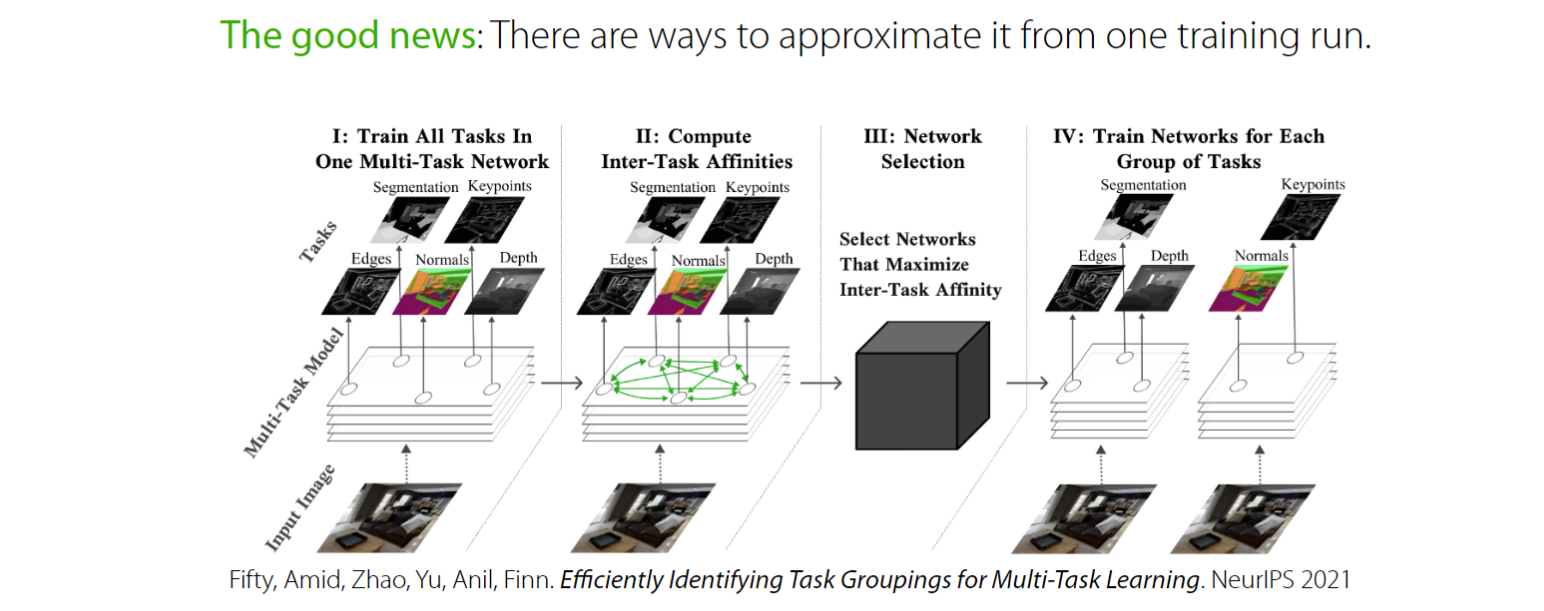 The good news: There are ways to approximate it from one training run.
I: Train All Tasks In
One Multi-Task Network
II: Compute
Inter-Task Affinities
III: Network
Selection
IV: Train Networks for Each
Group of Tasks
Tasks
Segmentation Keypoints
Edges Normals Depth
Segmentation Keypoints
Edges Normals Depth
Select Networks
That Maximize
Inter-Task Affinity
Segmentation
Keypoints
Edges Depth
Normals
Multi-Task Model
Input Image
Fifty, Amid, Zhao, Yu, Anil, Finn. Efficiently Identifying Task Groupings for Multi-Task Learning. NeurIPS 2021